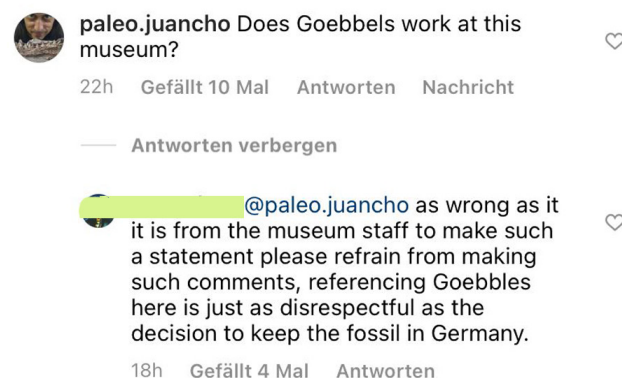 paleo.juancho Does Goebbels work at this
museum?
22h Gefällt 10 Mal Antworten Nachricht
Antworten verbergen
@paleo.juancho as wrong as it
it is from the museum staff to make such
a statement please refrain from making
such comments, referencing Goebbles
here is just as disrespectful as the
decision to keep the fossil in Germany.
18h Gefällt 4 Mal Antworten